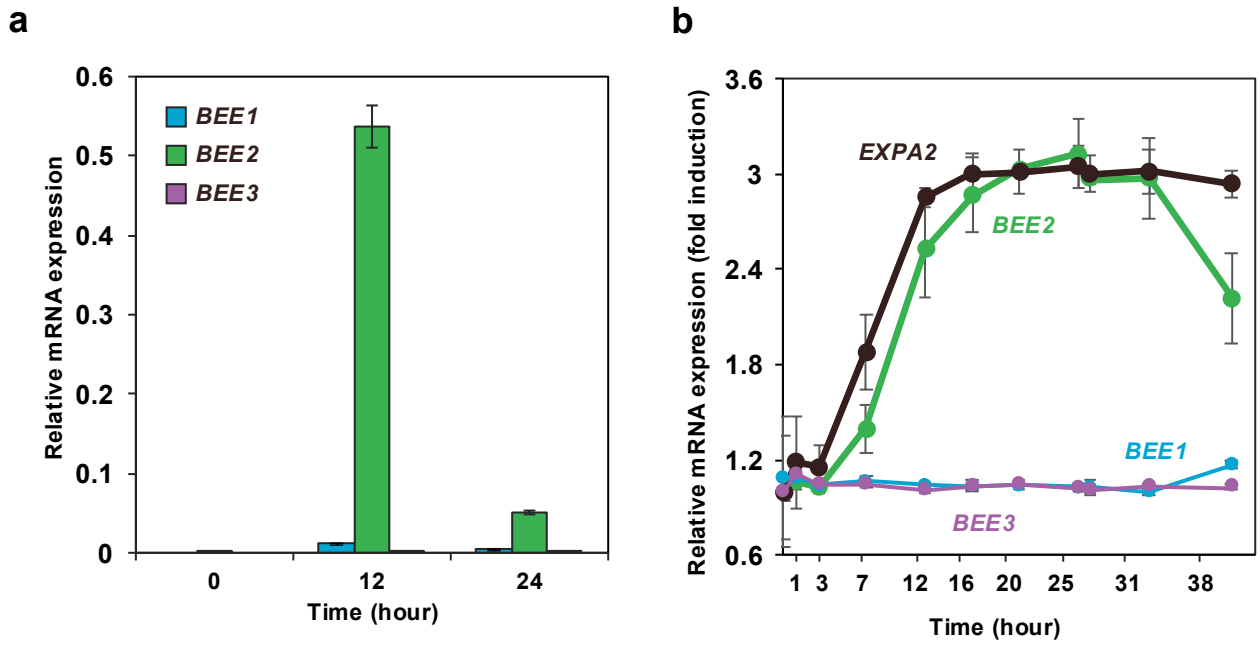 a
Relative mRNA expression
0.6
0.5
0.4
0.3
0.2
0.1
0
BEE1
BEE2
BEE3
0 12 24
Time (hour)
b
Relative mRNA expression (fold induction)
3.6
3
2.4
1.8
1.2
0.6
EXPA2
BEE2
BEE1
BEE3
1 3 7 12 16 20 25 31 38
Time (hour)